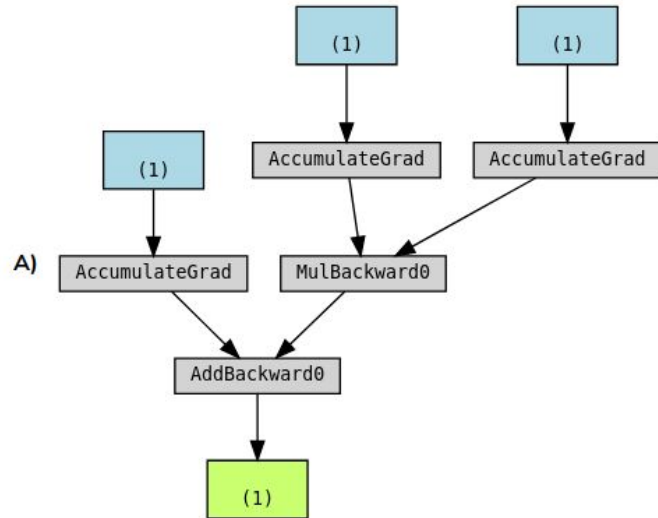 (1)
(1)
AccumulateGrad
AccumulateGrad
(1)
A)
AccumulateGrad
MulBackward0
AddBackward0
(1)